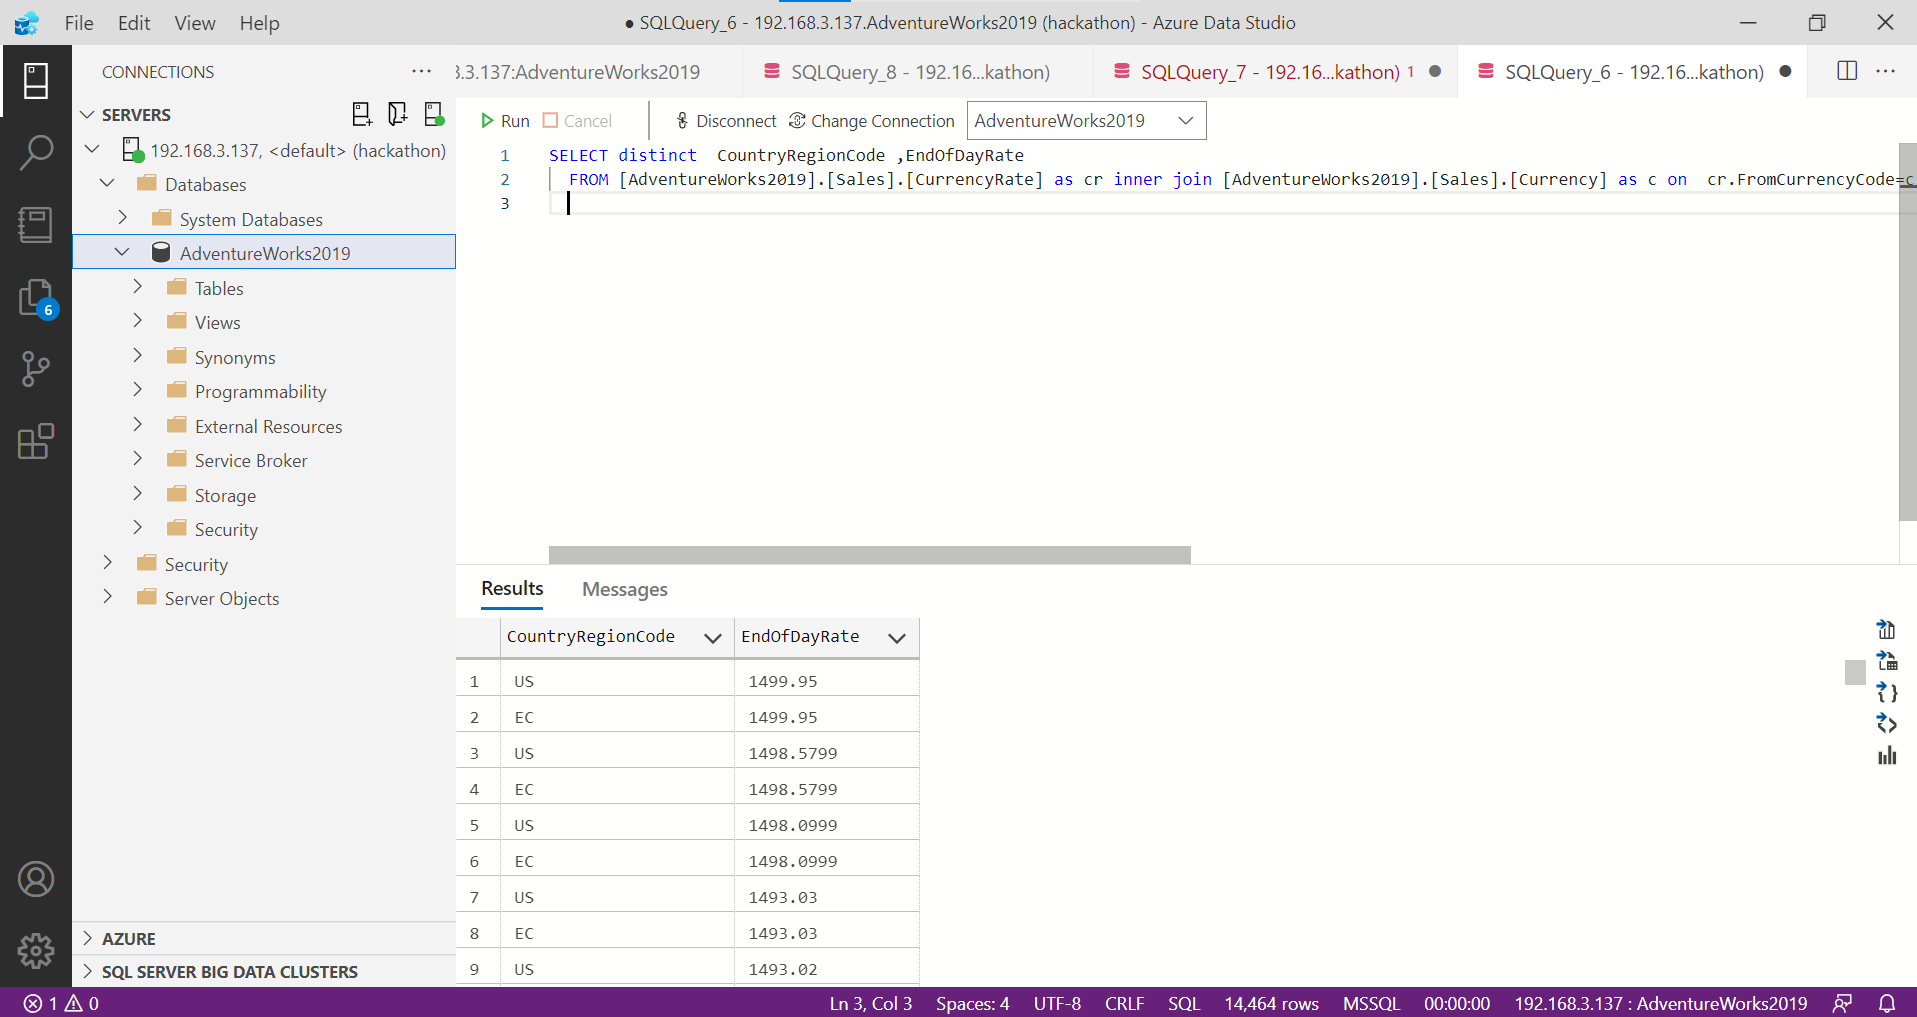 File Edit View Help
● SQLQuery_6 - 192.168.3.137.AdventureWorks2019 (hackathon) - Azure Data Studio
CONNECTIONS
3.3.137:AdventureWorks2019
SQLQuery_8 - 192.16...kathon)
SQLQuery_7 - 192.16...kathon) 1
SQLQuery_6 - 192.16...kathon)
SERVERS
192.168.3.137, <default> (hackathon)
Databases
System Databases
AdventureWorks2019
Tables
Views
Synonyms
Programmability
External Resources
Service Broker
Storage
Security
Security
Server Objects
AZURE
SQL SERVER BIG DATA CLUSTERS
6
Run Cancel Disconnect Change Connection AdventureWorks2019
1 SELECT distinct  CountryRegionCode ,EndOfDayRate
2 FROM [AdventureWorks2019].[Sales].[CurrencyRate] as cr inner join [AdventureWorks2019].[Sales].[Currency] as c on  cr.FromCurrencyCode=c
3
Results Messages
CountryRegionCode EndOfDayRate
1 US 1499.95
2 EC 1499.95
3 US 1498.5799
4 EC 1498.5799
5 US 1498.0999
6 EC 1498.0999
7 US 1493.03
8 EC 1493.03
9 US 1493.02
1 0 Ln 3, Col 3 Spaces: 4 UTF-8 CRLF SQL 14,464 rows MSSQL 00:00:00 192.168.3.137 : AdventureWorks2019